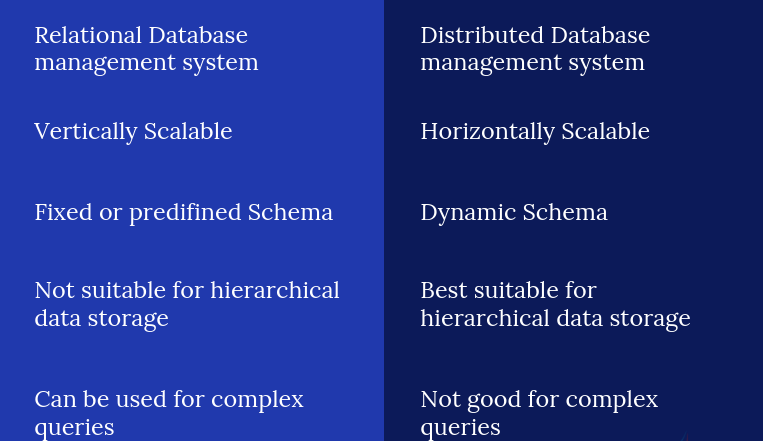 Relational Database
management system
Vertically Scalable
Fixed or predifined Schema
Not suitable for hierarchical
data storage
Can be used for complex
queries
Distributed Database
management system
Horizontally Scalable
Dynamic Schema
Best suitable for
hierarchical data storage
Not good for complex
queries